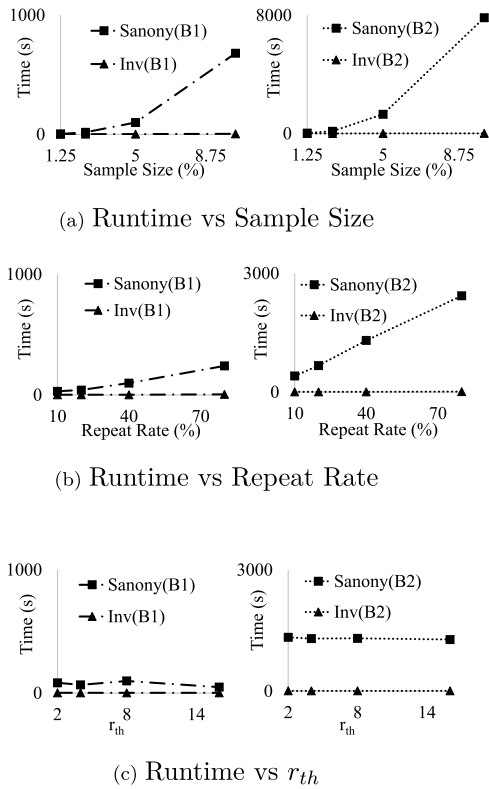 1000
Time (s)
Sanony(B1)
Inv(B1)
0
1.25 5 8.75
Sample Size (%)
8000
Time (s)
Sanony(B2)
Inv(B2)
0
1.25 5 8.75
Sample Size (%)
(a) Runtime vs Sample Size
1000
Time (s)
Sanony(B1)
Inv(B1)
0
10 40 70
Repeat Rate (%)
3000
Time (s)
Sanony(B2)
Inv(B2)
0
10 40 70
Repeat Rate (%)
(b) Runtime vs Repeat Rate
1000
Time (s)
Sanony(B1)
Inv(B1)
0
2 8 14
rth
3000
Time (s)
Sanony(B2)
Inv(B2)
0
2 8 14
rth
(c) Runtime vs rth